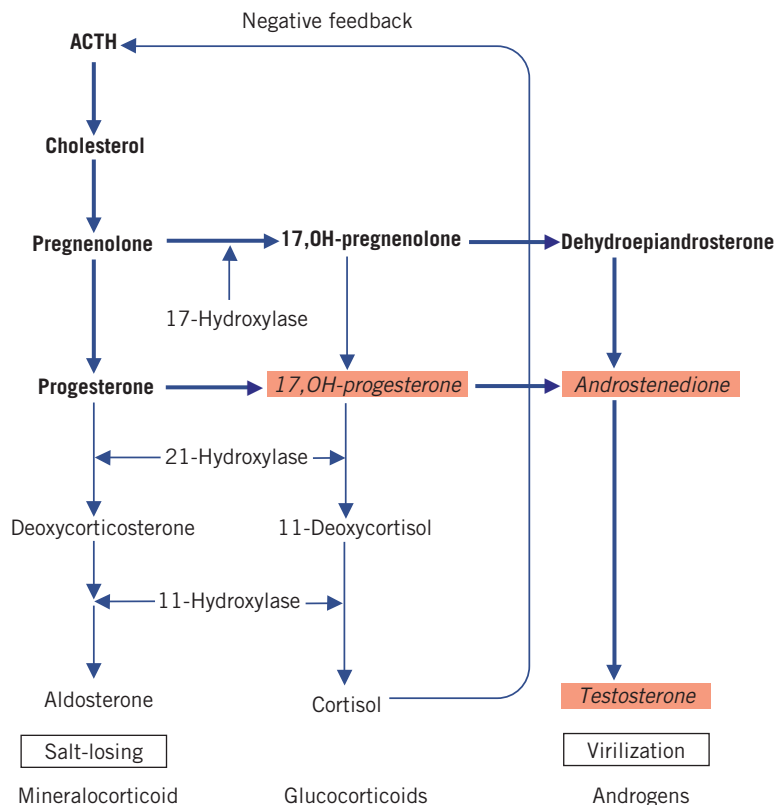 Negative feedback
ACTH
Cholesterol
Pregnenolone
17,OH-pregnenolone
Dehydroepiandrosterone
17-Hydroxylase
Progesterone
17,OH-progesterone
Androstenedione
21-Hydroxylase
Deoxycorticosterone
11-Deoxycortisol
11-Hydroxylase
Aldosterone
Cortisol
Testosterone
Salt-losing
Virilization
Mineralocorticoid
Glucocorticoids
Androgens